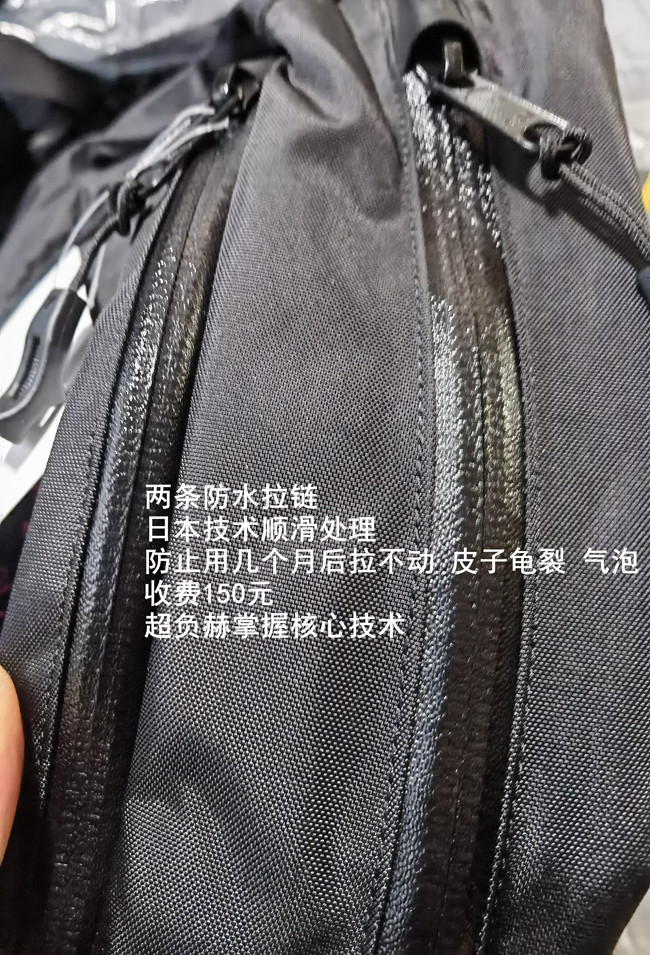 两条防水拉链
日本技术顺滑处理
防止用几个月后拉不动 皮子龟裂 气泡
收费150元
超负赫掌握核心技术